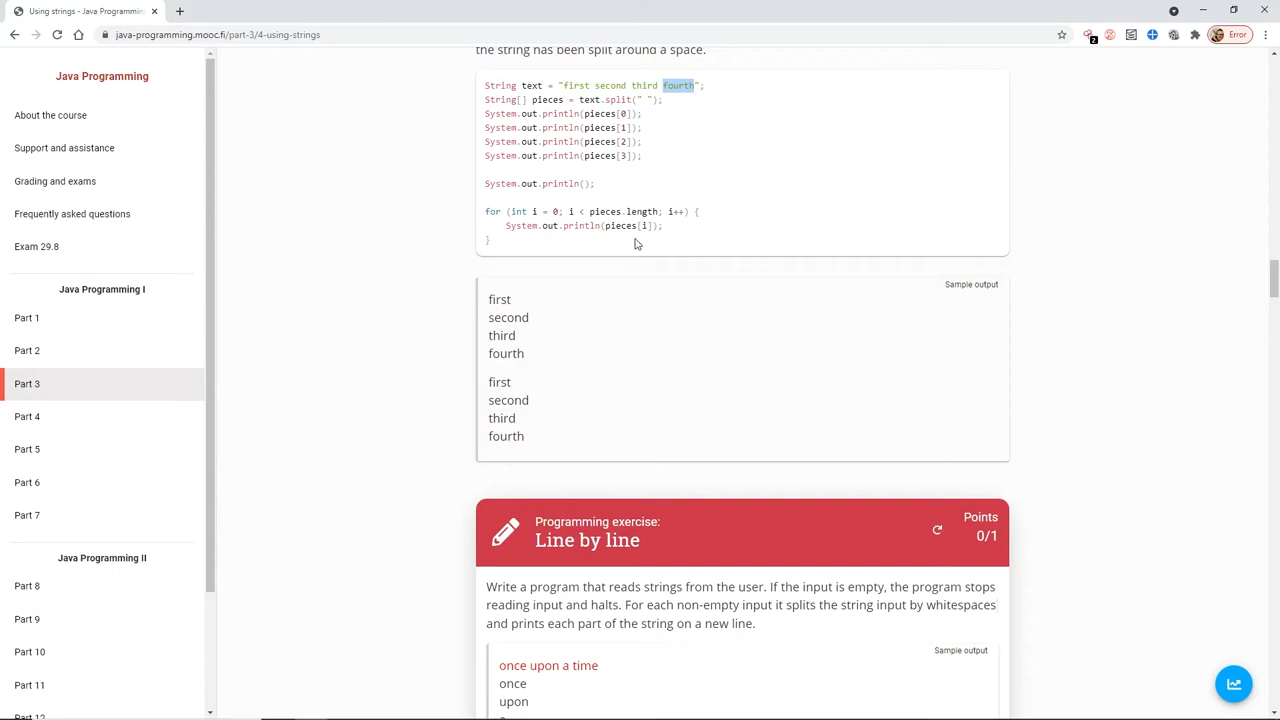 Using strings
java-programming.mooc.fi/part-3/4-using-strings
2
Error
Java Programming
About the course
Support and assistance
Grading and exams
Frequently asked questions
Exam 29.8
Java Programming I
Part 1
Part 2
Part 3
Part 4
Part 5
Part 6
Part 7
Java Programming II
Part 8
Part 9
Part 10
Part 11
Part 12
the string has been split around a space.
String text = "first second third fourth";
String[] pieces = text.split(" ");
System.out.println(pieces[0]);
System.out.println(pieces[1]);
System.out.println(pieces[2]);
System.out.println(pieces[3]);
System.out.println();
for (int i = 0; i < pieces.length; i++) {
System.out.println(pieces[i]);
}
Sample output
first
second
third
fourth
first
second
third
fourth
Programming exercise:
Line by line
Points
0/1
Write a program that reads strings from the user. If the input is empty, the program stops
reading input and halts. For each non-empty input it splits the string input by whitespaces
and prints each part of the string on a new line.
Sample output
once upon a time
once
upon